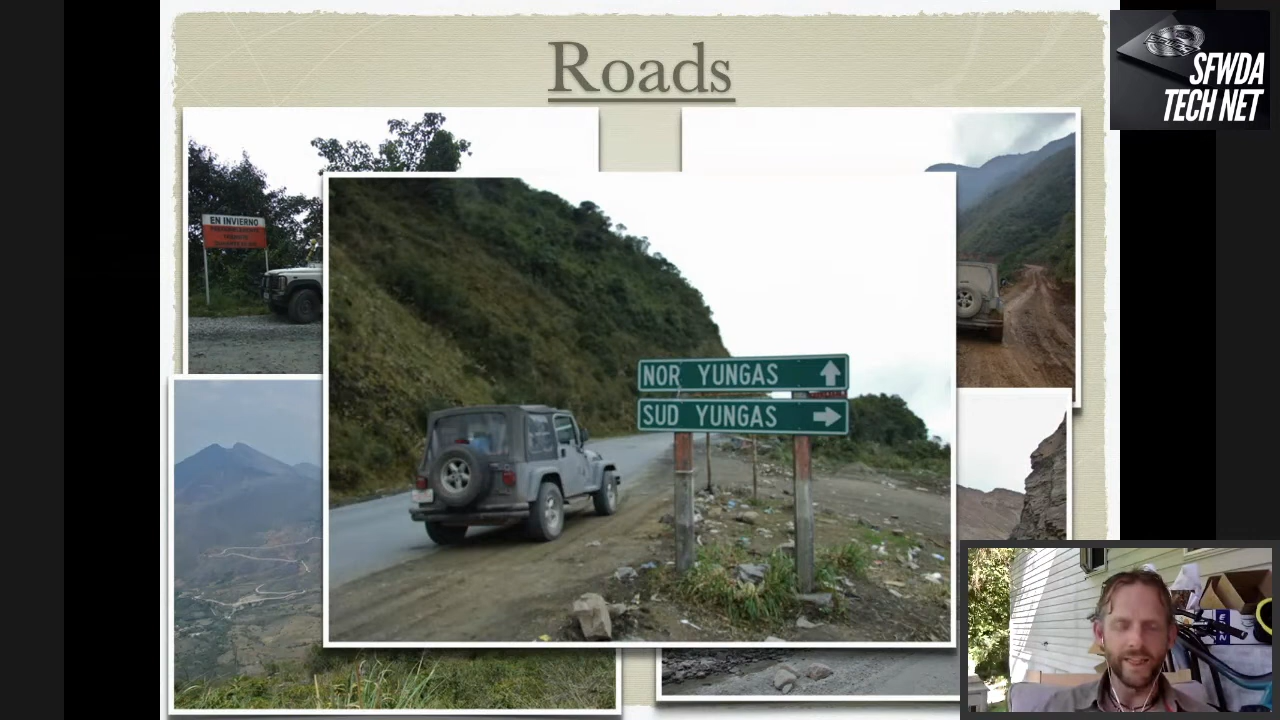 Roads
SFWDA
TECH NET
EN INVIERNO
NOR YUNGAS
SUD YUNGAS